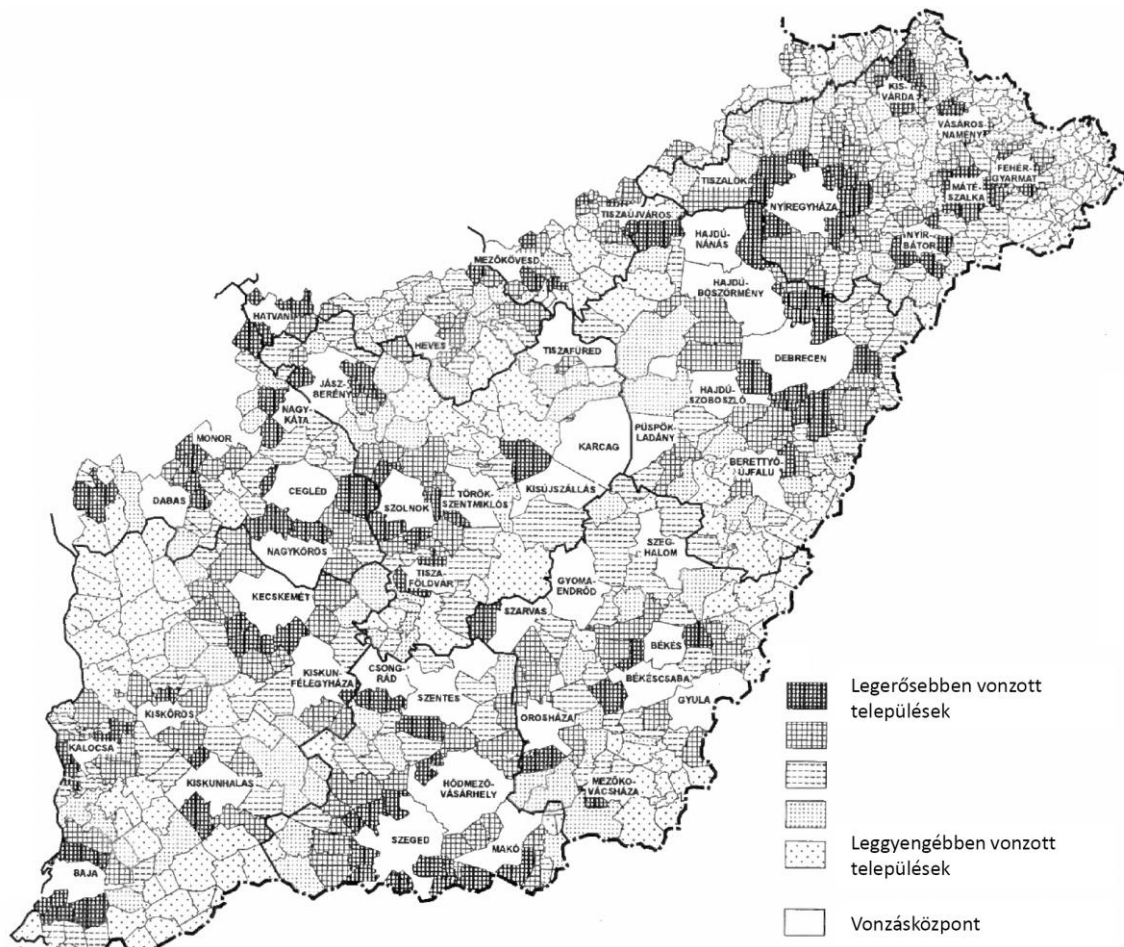 KIS-
VÁRDA
VÁSÁROS-
NAMÉNY
FEHÉR-
GYARMAT
MÁTÉ-
SZALKA
TISZALÖK
NYÍREGYHÁZA
TISZAÚJVÁROS
HAJDÚ-
NÁNÁS
NYÍR-
BÁTOR
MEZŐKÖVESD
HAJDÚ-
BÖSZÖRMÉNY
HATVAN
HEVES
TISZAFÜRED
DEBRECEN
JÁSZ-
BERÉNY
HAJDÚ-
SZOBOSZLÓ
NAGY-
KÁTA
MONOR
KARCAG
PÜSPÖK-
LADÁNY
BERETTYÓ-
ÚJFALU
DABAS
CEGLÉD
SZOLNOK
TÖRÖK-
SZENTMIKLÓS
KISÚJSZÁLLÁS
NAGYKŐRÖS
SZEG-
HALOM
TISZA-
FÖLDVÁR
GYOMA-
ENDRŐD
KECSKEMÉT
SZARVAS
BÉKÉS
KISKUN-
FÉLEGYHÁZA
CSONG-
RÁD
SZENTES
BÉKÉSCSABA
GYULA
KISKŐRÖS
OROSHÁZA
KALOCSA
KISKUNHALAS
HÓDMEZŐ-
VÁSÁRHELY
MEZŐKO-
VÁCSHÁZA
SZEGED
MAKÓ
BAJA
Legerősebben vonzott
települések
Leggyengébben vonzott
települések
Vonzásközpont